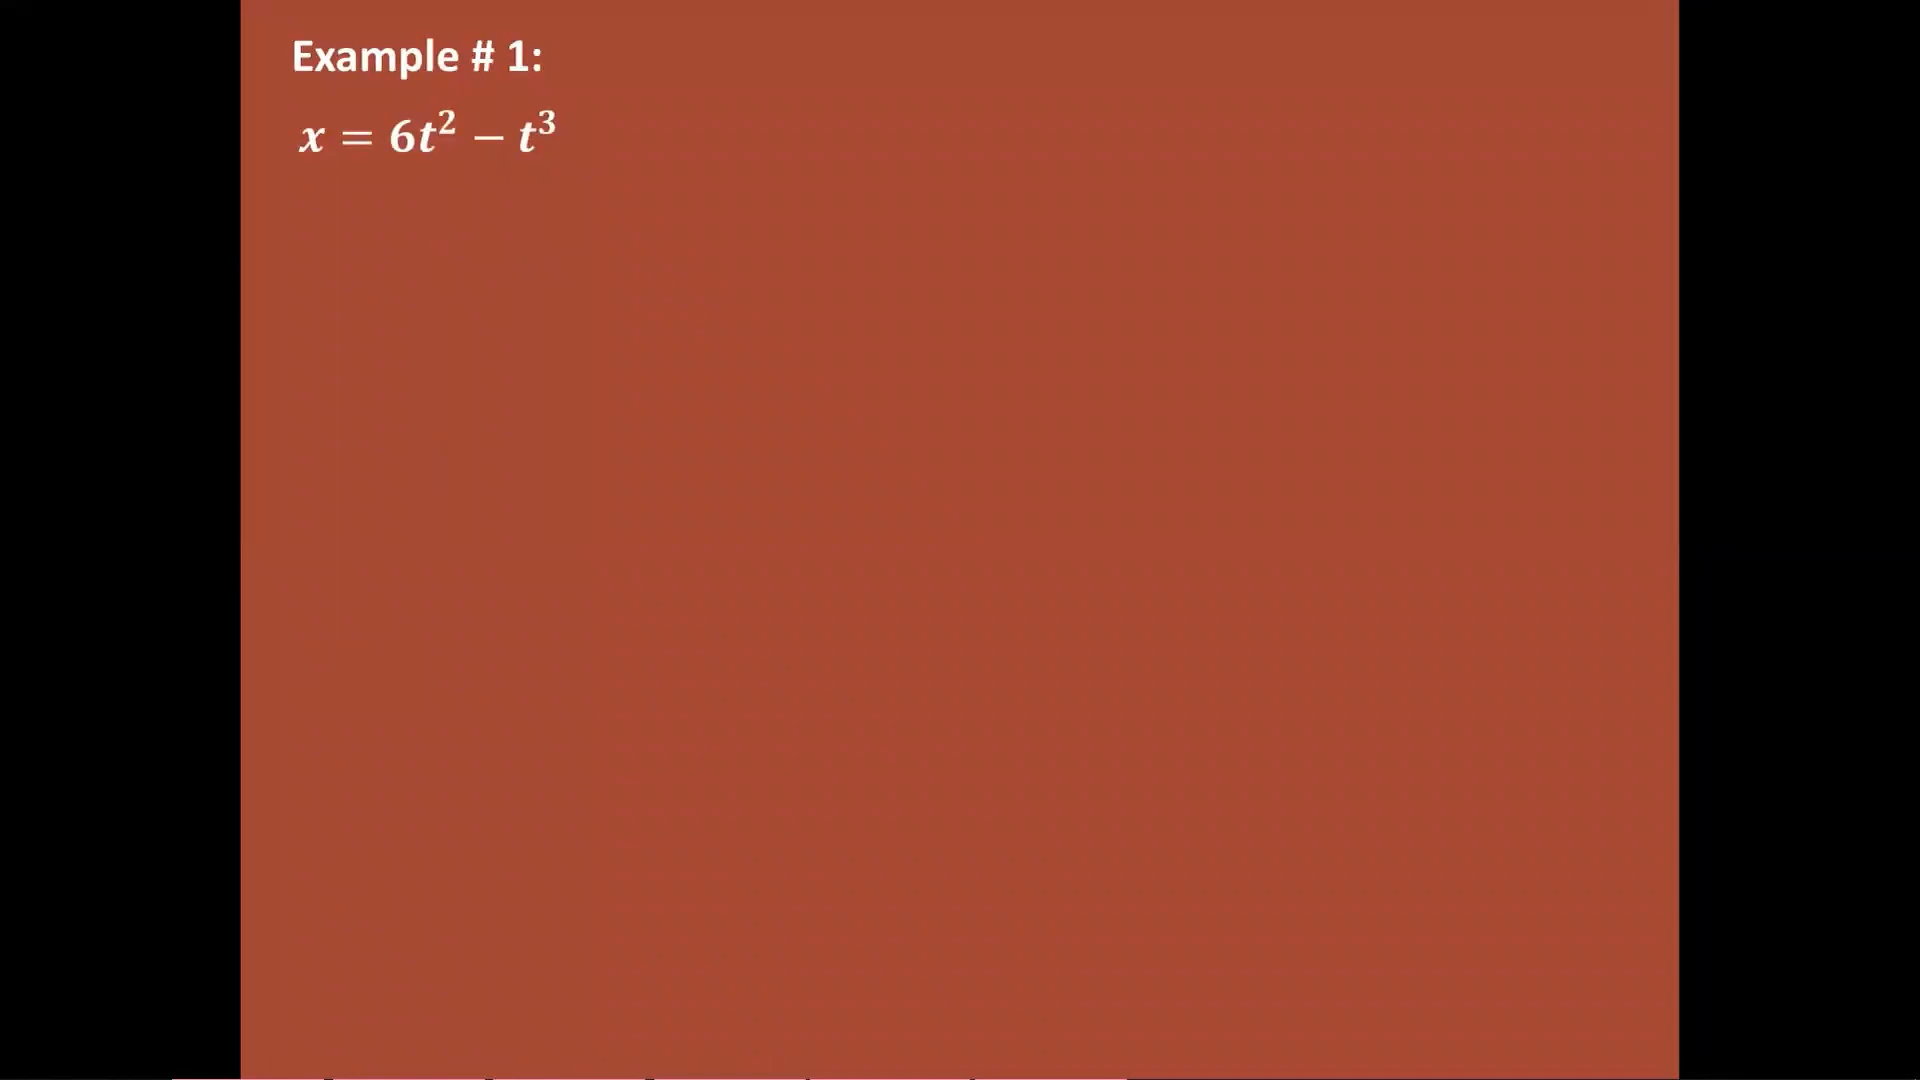 Example # 1:
x = 6t² − t³